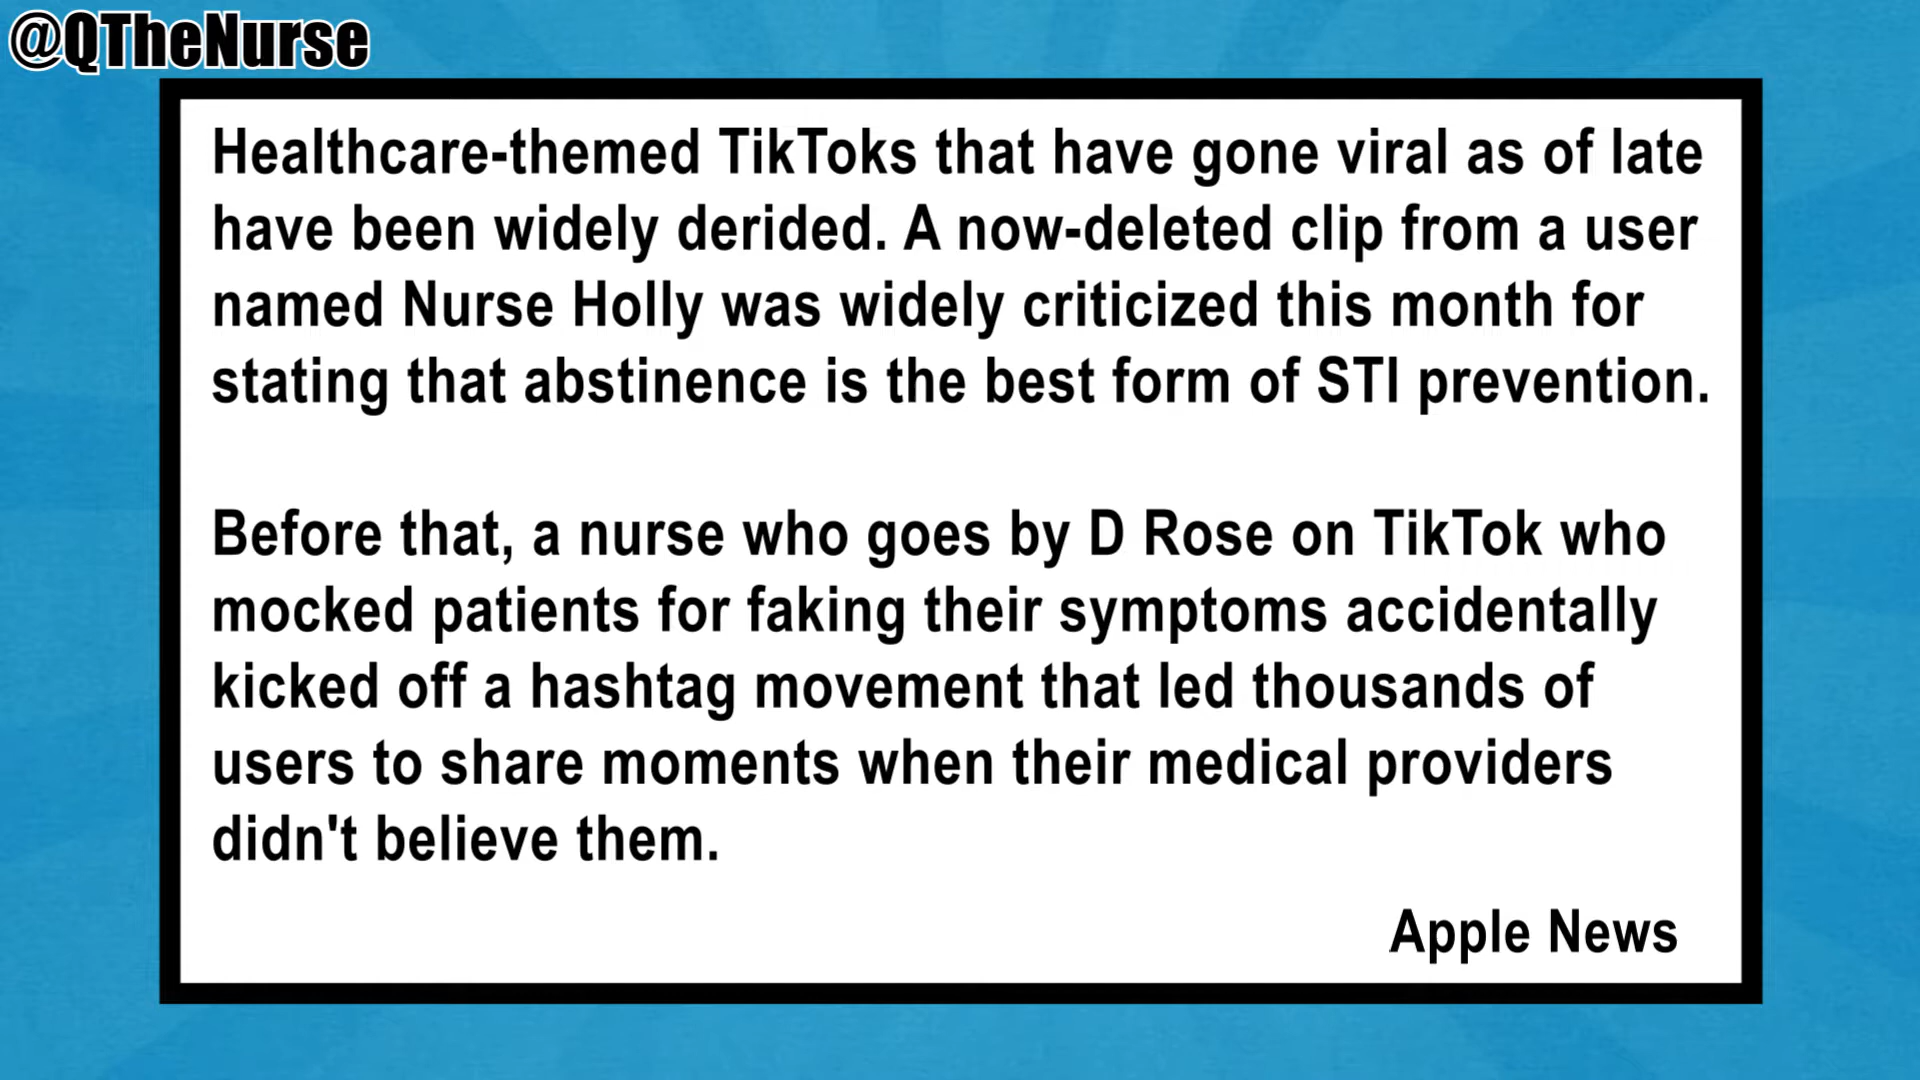 @QTheNurse
Healthcare-themed TikToks that have gone viral as of late
have been widely derided. A now-deleted clip from a user
named Nurse Holly was widely criticized this month for
stating that abstinence is the best form of STI prevention.
Before that, a nurse who goes by D Rose on TikTok who
mocked patients for faking their symptoms accidentally
kicked off a hashtag movement that led thousands of
users to share moments when their medical providers
didn't believe them.
Apple News